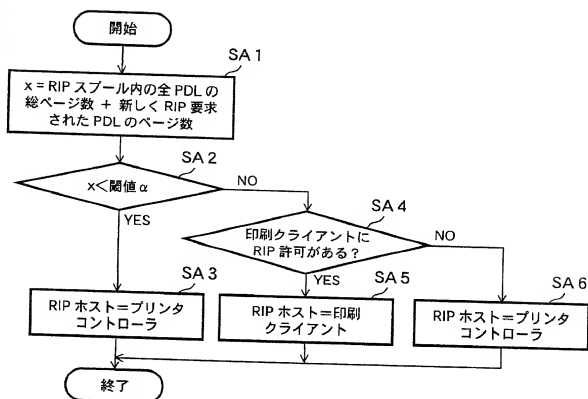 開始
SA 1
x = RIP スプール内の全 PDL の
総ページ数 + 新しく RIP 要求
された PDL のページ数
SA 2
x<閾値 α
NO
YES
SA 4
印刷クライアントに
RIP 許可がある?
NO
YES
SA 3
RIP ホスト=プリンタ
コントローラ
SA 5
RIP ホスト=印刷
クライアント
SA 6
RIP ホスト=プリンタ
コントローラ
終了